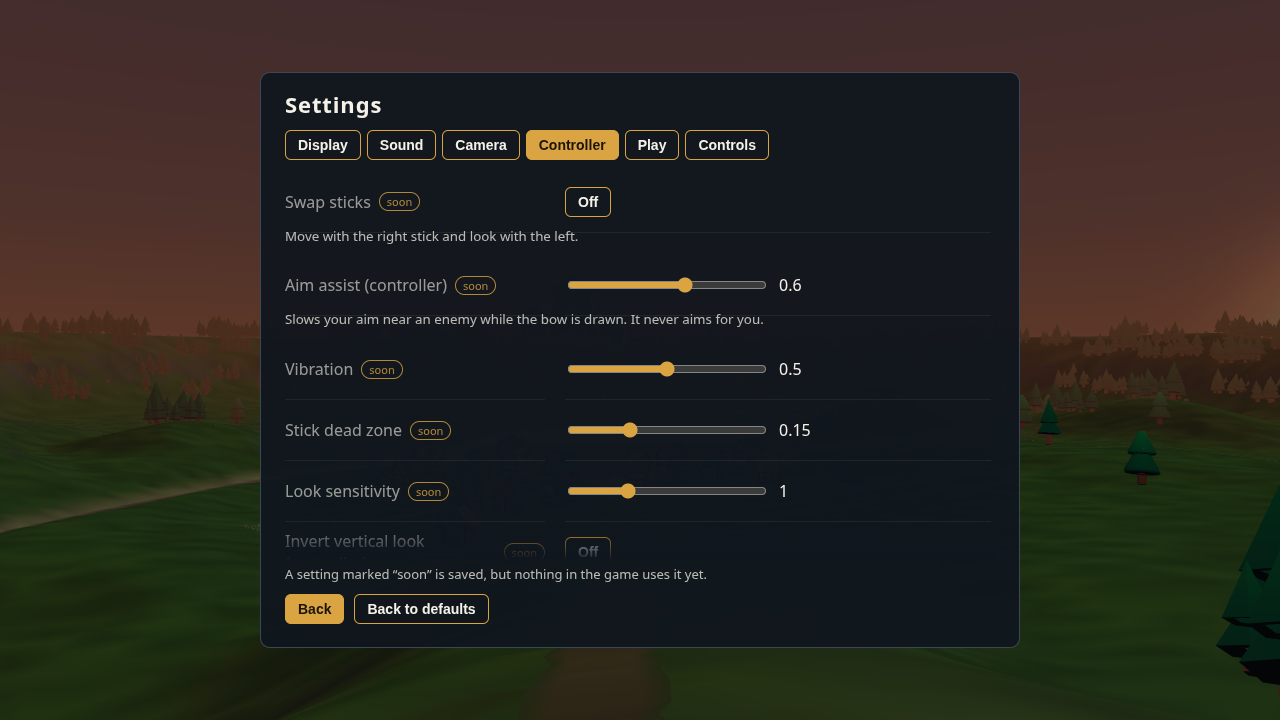 Settings
Display Sound Camera Controller Play Controls
Swap sticks soon Off
Move with the right stick and look with the left.
Aim assist (controller) soon 0.6
Slows your aim near an enemy while the bow is drawn. It never aims for you.
Vibration soon 0.5
Stick dead zone soon 0.15
Look sensitivity soon 1
Invert vertical look soon Off
A setting marked “soon” is saved, but nothing in the game uses it yet.
Back Back to defaults